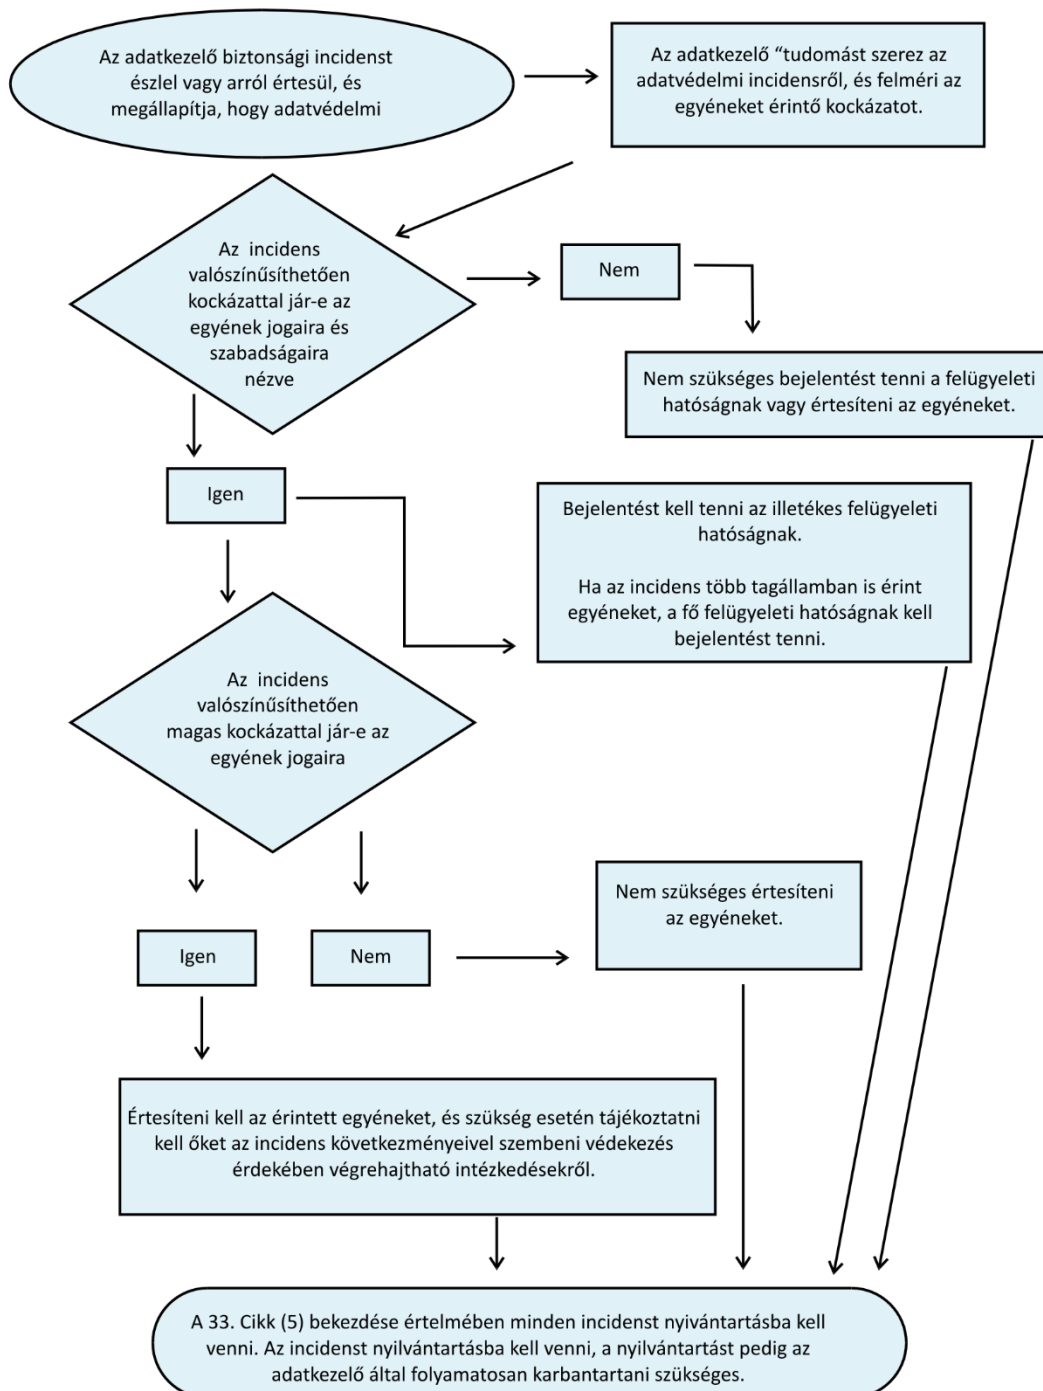 Az adatkezelő biztonsági incidenst
észlel vagy arról értesül, és
megállapítja, hogy adatvédelmi
Az adatkezelő “tudomást szerez az
adatvédelmi incidensről, és felméri az
egyéneket érintő kockázatot.
Az  incidens
valószínűsíthetően
kockázattal jár-e az
egyének jogaira és
szabadságaira
nézve
Nem
Nem szükséges bejelentést tenni a felügyeleti
hatóságnak vagy értesíteni az egyéneket.
Igen
Bejelentést kell tenni az illetékes felügyeleti
hatóságnak.
Ha az incidens több tagállamban is érint
egyéneket, a fő felügyeleti hatóságnak kell
bejelentést tenni.
Az  incidens
valószínűsíthetően
magas kockázattal jár-e az
egyének jogaira
Nem szükséges értesíteni
az egyéneket.
Igen
Nem
Értesíteni kell az érintett egyéneket, és szükség esetén tájékoztatni
kell őket az incidens következményeivel szembeni védekezés
érdekében végrehajtható intézkedésekről.
A 33. Cikk (5) bekezdése értelmében minden incidenst nyivántartásba kell
venni. Az incidenst nyilvántartásba kell venni, a nyilvántartást pedig az
adatkezelő által folyamatosan karbantartani szükséges.